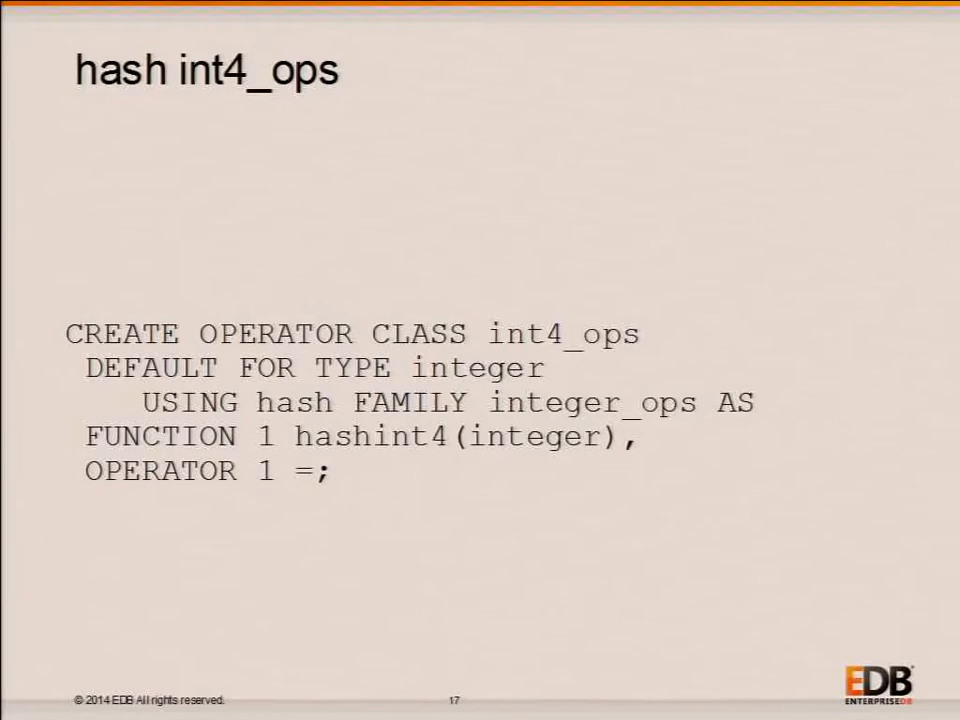 hash int4_ops
CREATE OPERATOR CLASS int4_ops
DEFAULT FOR TYPE integer
USING hash FAMILY integer_ops AS
FUNCTION 1 hashint4(integer),
OPERATOR 1 =;
© 2014 EDB All rights reserved.
17
EDB
ENTERPRISEDB